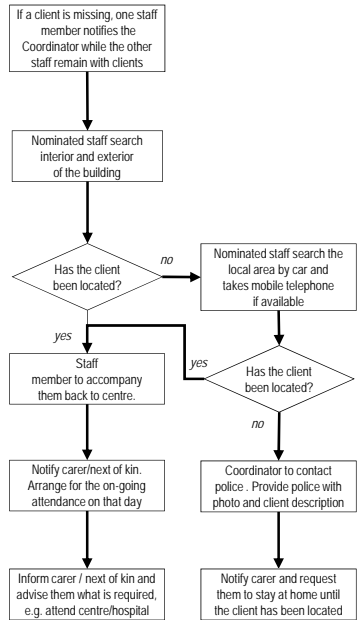 If a client is missing, one staff
member notifies the
Coordinator while the other
staff remain with clients
Nominated staff search
interior and exterior
of the building
Has the client
been located?
no
Nominated staff search the
local area by car and
takes mobile telephone
if available
yes
Staff
member to accompany
them back to centre.
yes
Has the client
been located?
no
Notify carer/next of kin.
Arrange for the on-going
attendance on that day
Coordinator to contact
police . Provide police with
photo and client description
Inform carer / next of kin and
advise them what is required,
e.g. attend centre/hospital
Notify carer and request
them to stay at home until
the client has been located